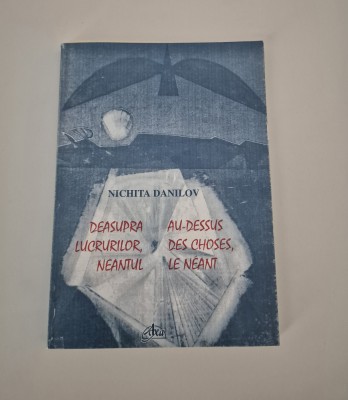 NICHITA DANILOV
DEASUPRA
LUCRURILOR,
NEANTUL
AU-DESSUS
DES CHOSES,
LE NÉANT